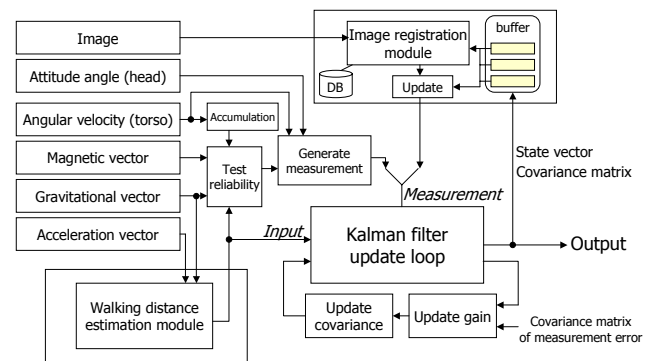 Image
Attitude angle (head)
Angular velocity (torso)
Magnetic vector
Gravitational vector
Acceleration vector
Walking distance
estimation module
Accumulation
Test
reliability
Generate
measurement
Image registration
module
DB
Update
buffer
State vector
Covariance matrix
Measurement
Input
Kalman filter
update loop
Output
Update
covariance
Update gain
Covariance matrix
of measurement error